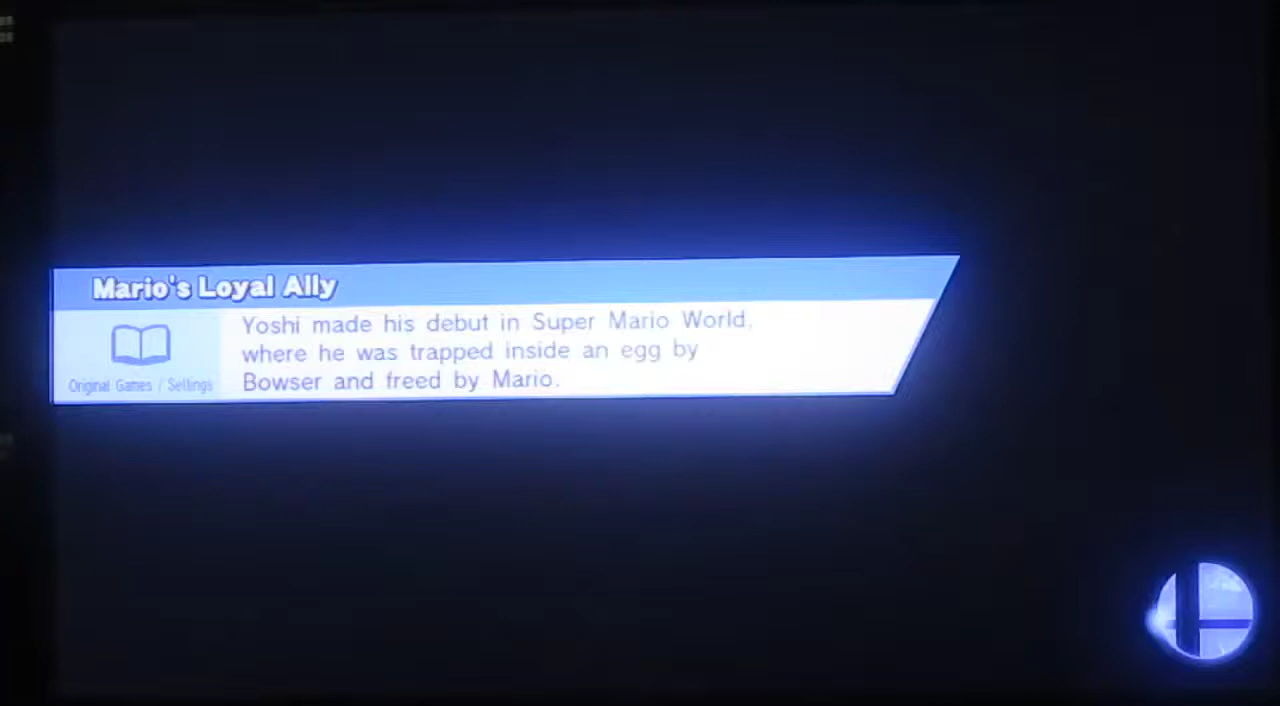 Mario's Loyal Ally
Yoshi made his debut in Super Mario World,
where he was trapped inside an egg by
Bowser and freed by Mario.
Original Games / Settings